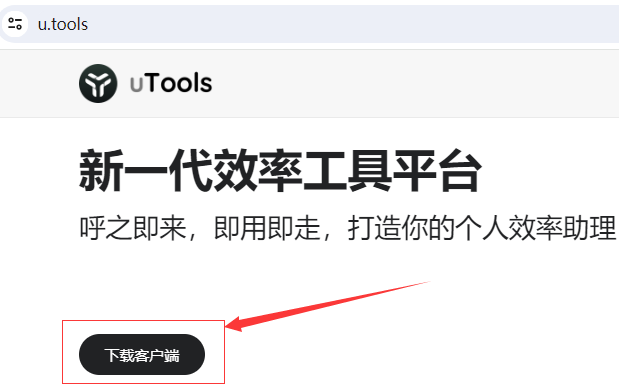 u.tools
uTools
新一代效率工具平台
呼之即来，即用即走，打造你的个人效率助理
下载客户端